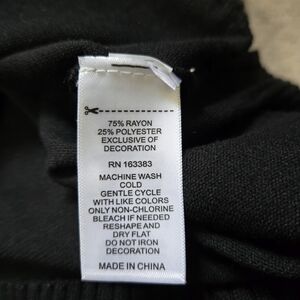 75% RAYON
25% POLYESTER
EXCLUSIVE OF
DECORATION
RN 163383
MACHINE WASH
COLD
GENTLE CYCLE
WITH LIKE COLORS
ONLY NON-CHLORINE
BLEACH IF NEEDED
RESHAPE AND
DRY FLAT
DO NOT IRON
DECORATION
MADE IN CHINA